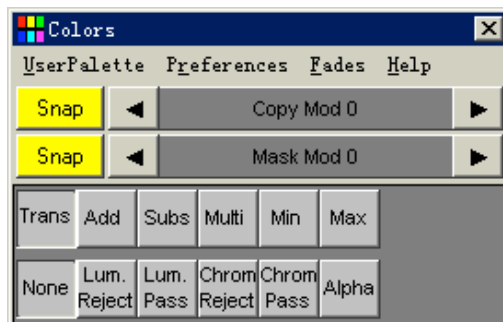 Colors
UserPalette Preferences Fades Help
Snap Copy Mod 0
Snap Mask Mod 0
Trans Add Subs Multi Min Max
None Lum. Reject Lum. Pass Chrom Reject Chrom Pass Alpha